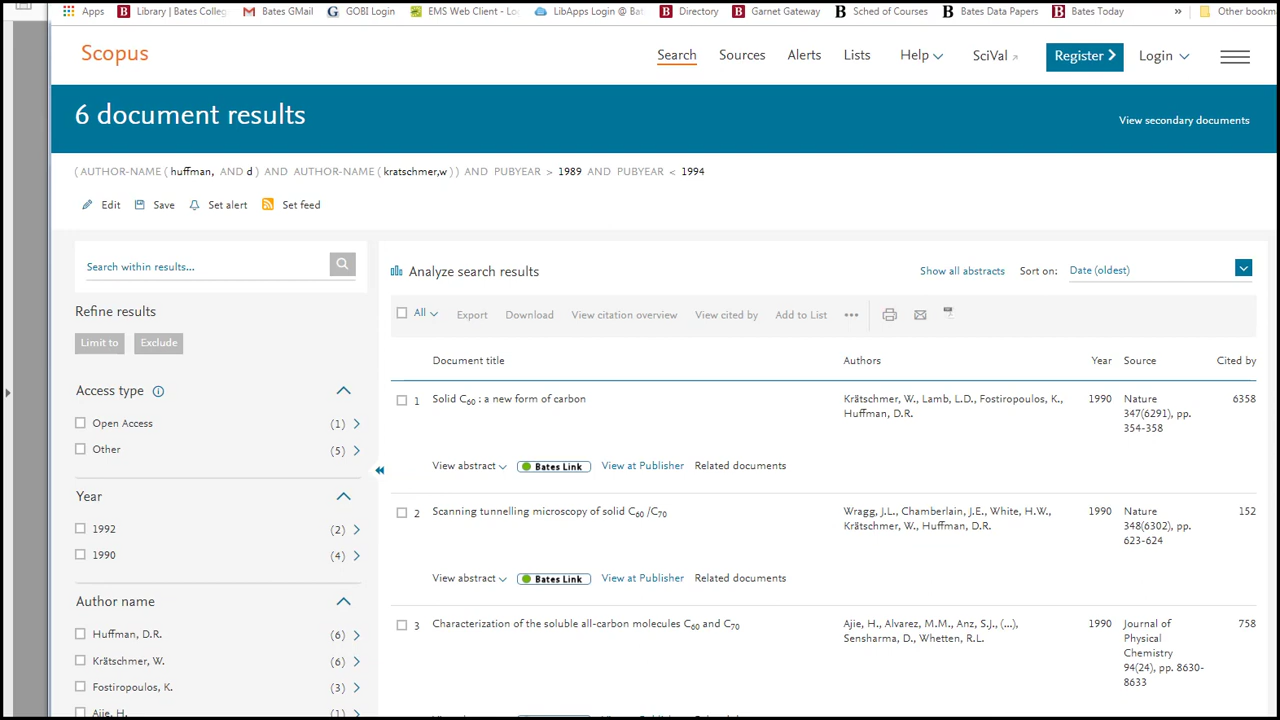 Apps Library | Bates Colleg Bates GMail GOBI Login EMS Web Client - Lo LibApps Login @ Bat Directory Garnet Gateway Sched of Courses Bates Data Papers Bates Today » Other bookm
Scopus
Search Sources Alerts Lists Help SciVal Register Login
6 document results
View secondary documents
( AUTHOR-NAME ( huffman, AND d ) AND AUTHOR-NAME ( kratschmer,w ) ) AND PUBYEAR > 1989 AND PUBYEAR < 1994
Edit Save Set alert Set feed
Search within results...
Refine results
Limit to Exclude
Access type
Open Access (1)
Other (5)
Year
1992 (2)
1990 (4)
Author name
Huffman, D.R. (6)
Krätschmer, W. (6)
Fostiropoulos, K. (3)
Ajie, H. (1)
Analyze search results
Show all abstracts Sort on: Date (oldest)
All Export Download View citation overview View cited by Add to List •••
Document title Authors Year Source Cited by
1 Solid C60 : a new form of carbon Krätschmer, W., Lamb, L.D., Fostiropoulos, K., 1990 Nature 6358
Huffman, D.R. 347(6291), pp.
354-358
View abstract Bates Link View at Publisher Related documents
2 Scanning tunnelling microscopy of solid C60 /C70 Wragg, J.L., Chamberlain, J.E., White, H.W., 1990 Nature 152
Krätschmer, W., Huffman, D.R. 348(6302), pp.
623-624
View abstract Bates Link View at Publisher Related documents
3 Characterization of the soluble all-carbon molecules C60 and C70 Ajie, H., Alvarez, M.M., Anz, S.J., (...), 1990 Journal of 758
Sensharma, D., Whetten, R.L. Physical
Chemistry
94(24), pp. 8630-
8633